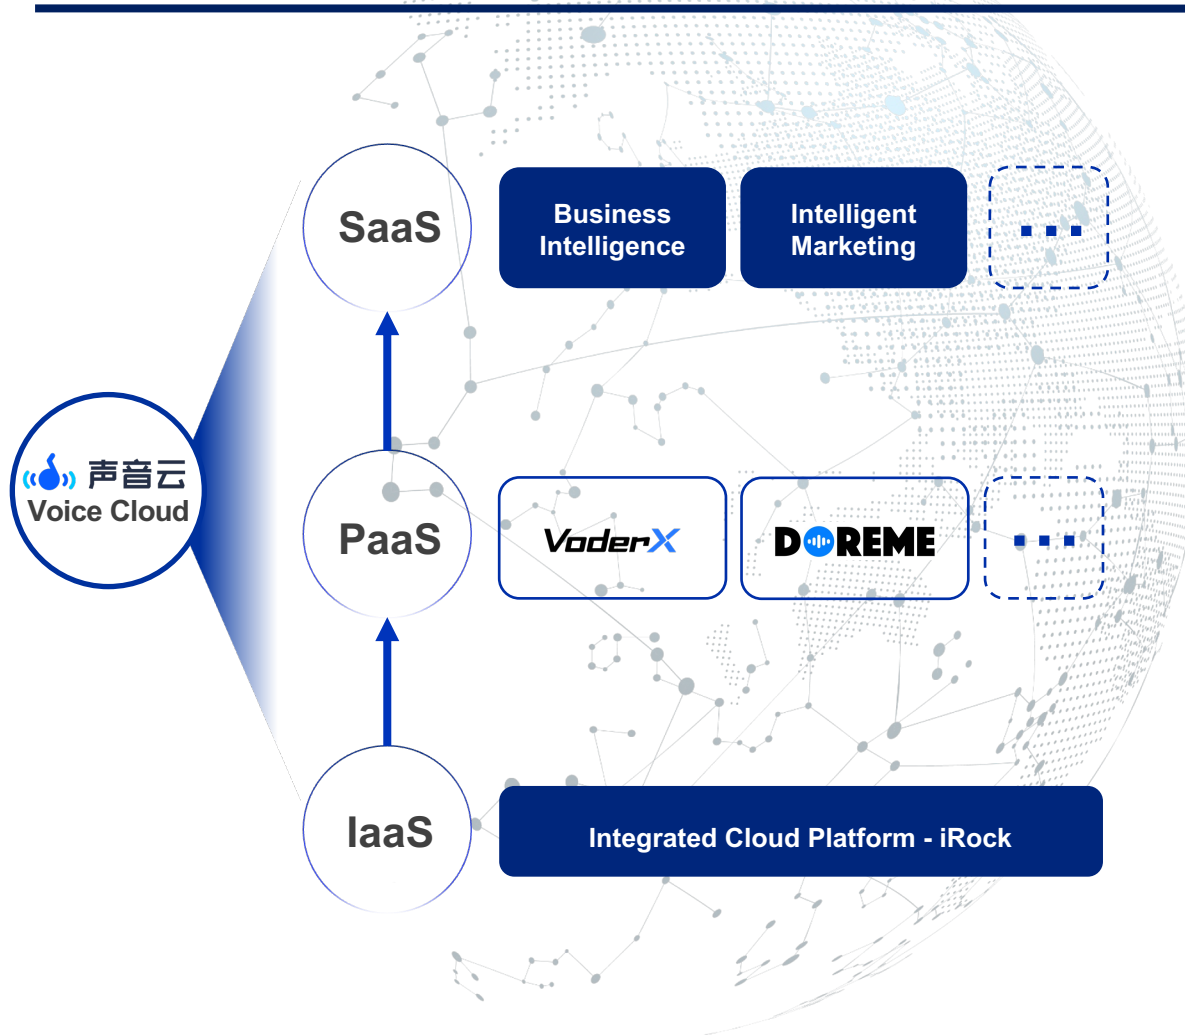 SaaS
Business
Intelligence
Intelligent
Marketing
声音云
Voice Cloud
PaaS
VoderX
DOREME
IaaS
Integrated Cloud Platform - iRock